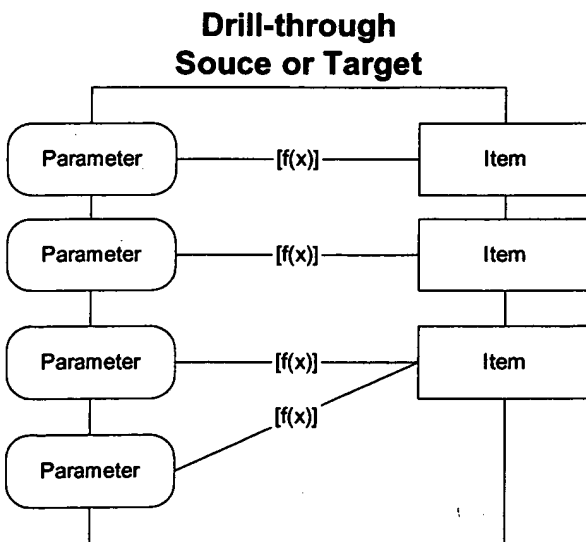 Drill-through
Souce or Target
Parameter [f(x)] Item
Parameter [f(x)] Item
Parameter [f(x)] Item
[f(x)]
Parameter